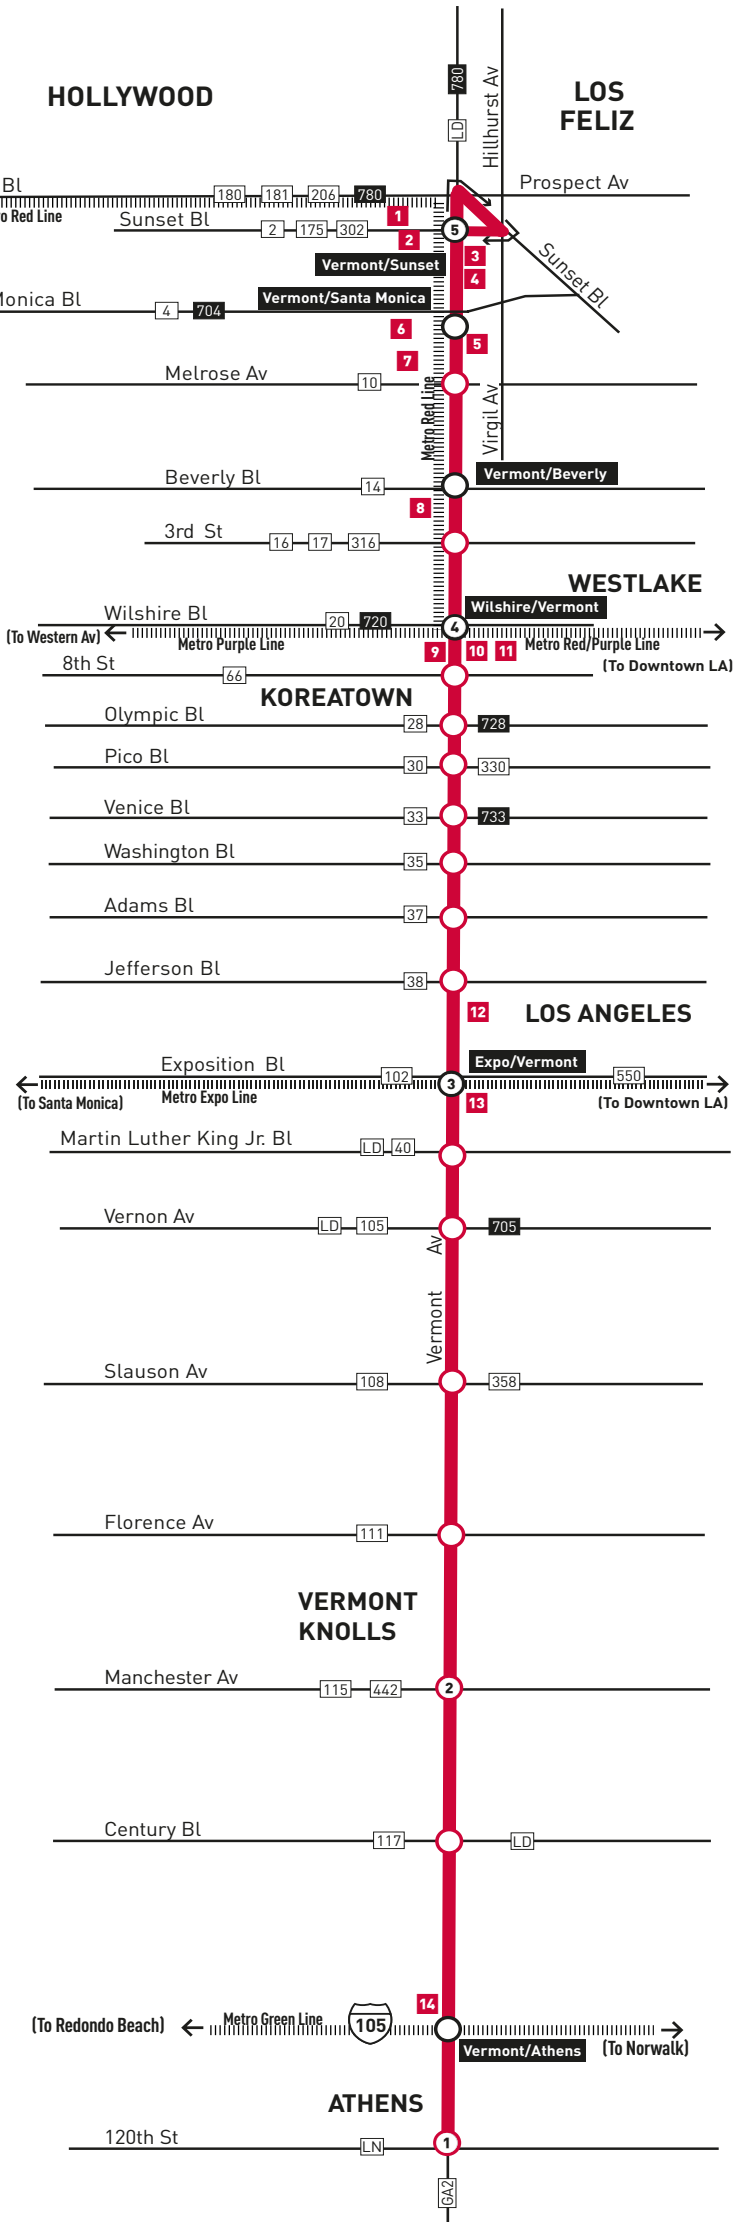 780
LD
Hillhurst Av
HOLLYWOOD
LOS
FELIZ
Bl
180 181 206 780
Prospect Av
o Red Line
1
Sunset Bl
2 175 302
2
5
Sunset Bl
Vermont/Sunset
3
4
onica Bl
4 704
Vermont/Santa Monica
6
5
7
Melrose Av
10
Metro Red Line
Virgil Av
Beverly Bl
14
Vermont/Beverly
8
3rd St
16 17 316
WESTLAKE
Wilshire Bl
20 720
4
Wilshire/Vermont
(To Western Av)
Metro Purple Line
9 10 11
Metro Red/Purple Line
(To Downtown LA)
8th St
66
KOREATOWN
Olympic Bl
28 728
Pico Bl
30 330
Venice Bl
33 733
Washington Bl
35
Adams Bl
37
Jefferson Bl
38
12
LOS ANGELES
Exposition Bl
102
3
Expo/Vermont
550
(To Santa Monica)
Metro Expo Line
13
(To Downtown LA)
Martin Luther King Jr. Bl
LD 40
Vernon Av
LD 105 705
Vermont Av
Slauson Av
108 358
Florence Av
111
VERMONT
KNOLLS
Manchester Av
115 442
2
Century Bl
117 LD
14
(To Redondo Beach)
Metro Green Line
105
Vermont/Athens
(To Norwalk)
ATHENS
120th St
LN
1
GA2